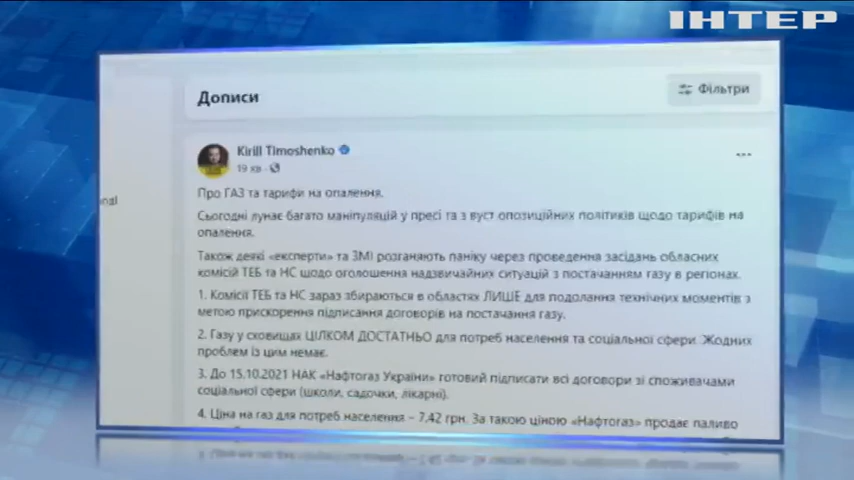 ІНТЕР
Дописи
Фільтри
Kirill Timoshenko
19 хв ·
Про ГАЗ та тарифи на опалення.
Сьогодні лунає багато маніпуляцій у пресі та з вуст опозиційних політиків щодо тарифів на
опалення.
Також деякі «експерти» та ЗМІ розганяють паніку через проведення засідань обласних
комісій ТЕБ та НС щодо оголошення надзвичайних ситуацій з постачанням газу в регіонах.
1. Комісії ТЕБ та НС зараз збираються в областях ЛИШЕ для подолання технічних моментів з
метою прискорення підписання договорів на постачання газу.
2. Газу у сховищах ЦІЛКОМ ДОСТАТНЬО для потреб населення та соціальної сфери. Жодних
проблем із цим немає.
3. До 15.10.2021 НАК «Нафтогаз України» готовий підписати всі договори зі споживачами
соціальної сфери (школи, садочки, лікарні).
4. Ціна на газ для потреб населення – 7,42 грн. За такою ціною «Нафтогаз» продає паливо